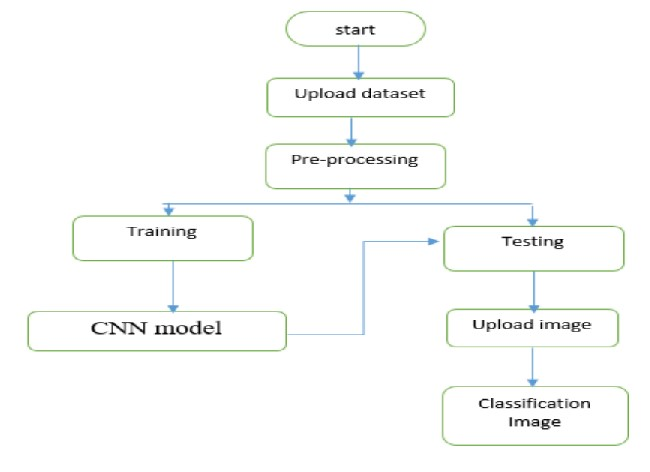 start
Upload dataset
Pre-processing
Training
Testing
CNN model
Upload image
Classification
Image